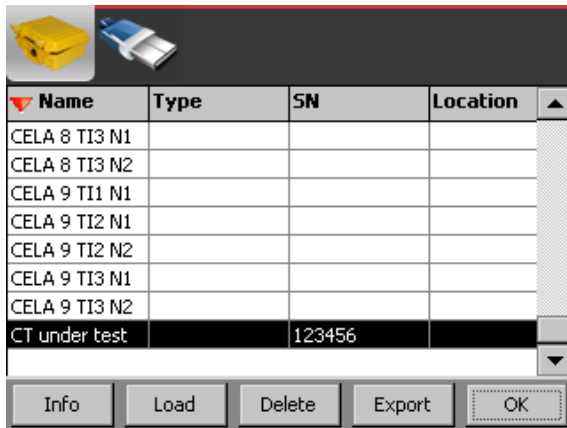 Name Type SN Location
CELA 8 TI3 N1
CELA 8 TI3 N2
CELA 9 TI1 N1
CELA 9 TI2 N1
CELA 9 TI2 N2
CELA 9 TI3 N1
CELA 9 TI3 N2
CT under test 123456
Info Load Delete Export OK